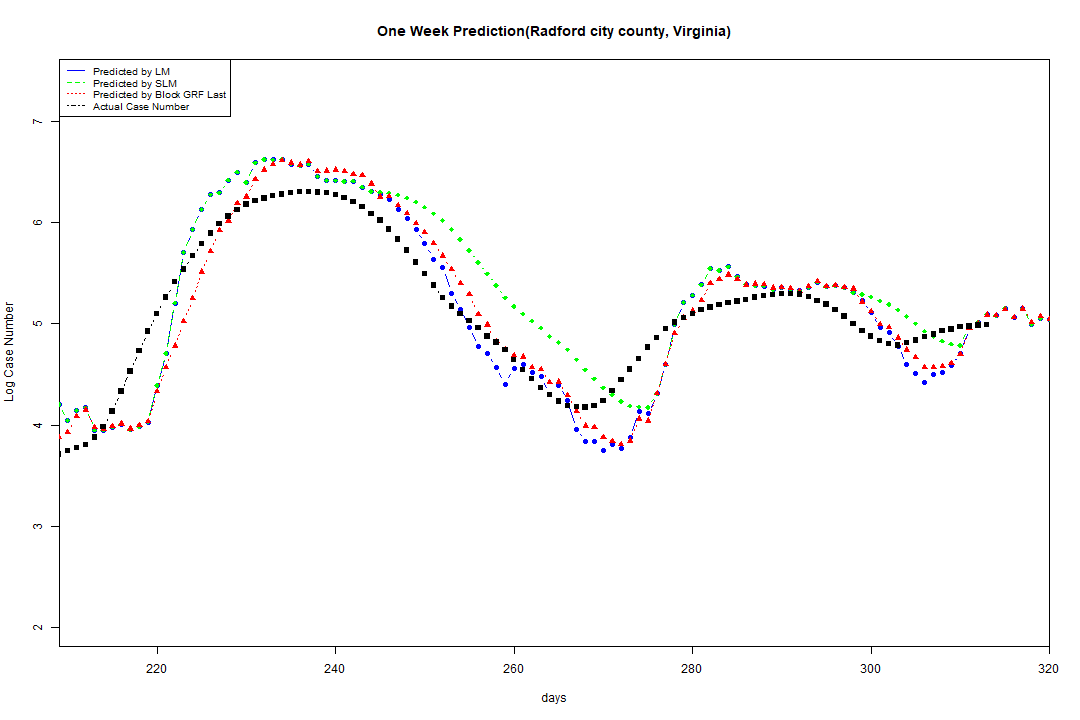 One Week Prediction(Radford city county, Virginia)
Predicted by LM
Predicted by SLM
Predicted by Block GRF Last
Actual Case Number
7
6
5
4
3
2
Log Case Number
220 240 260 280 300 320
days